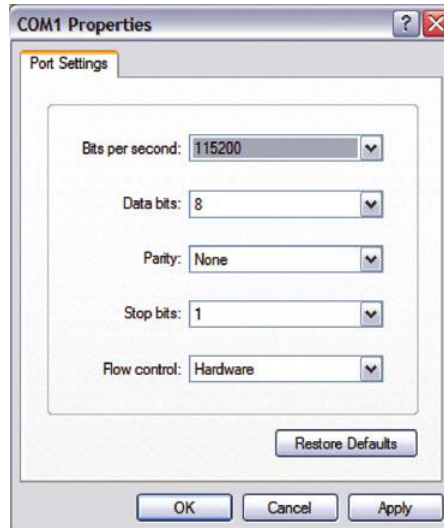 COM1 Properties
Port Settings
Bits per second: 115200
Data bits: 8
Parity: None
Stop bits: 1
Flow control: Hardware
Restore Defaults
OK Cancel Apply